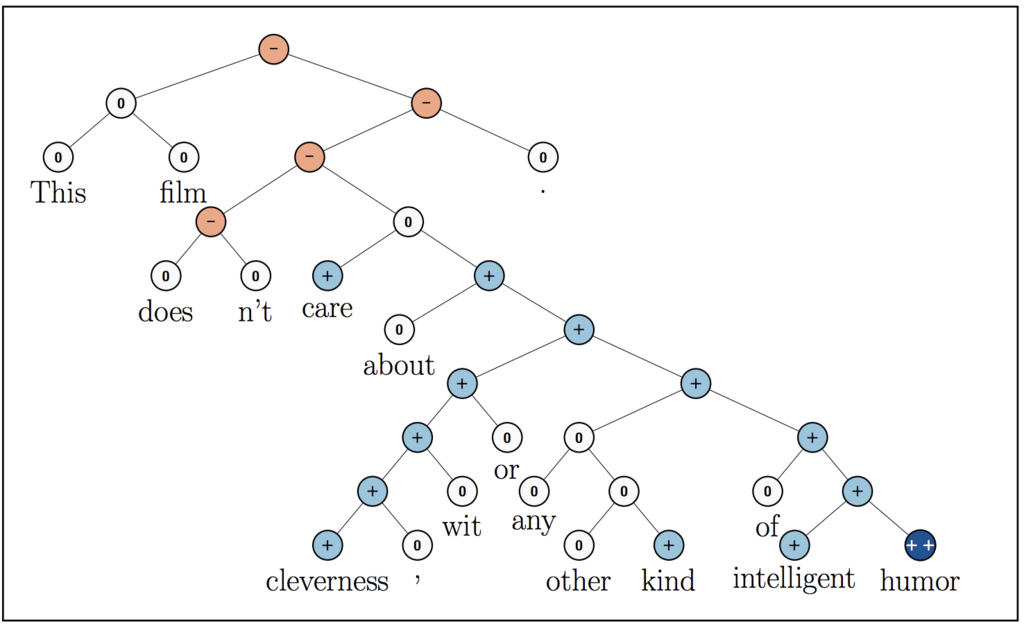 −
0 −
0 0 − 0
This film .
− 0
0 0 + +
does n't care
0 +
about
+ +
+ 0 0 +
or
+ 0 0 0 0 +
wit any of
+ 0 0 + + ++
cleverness , other kind intelligent humor